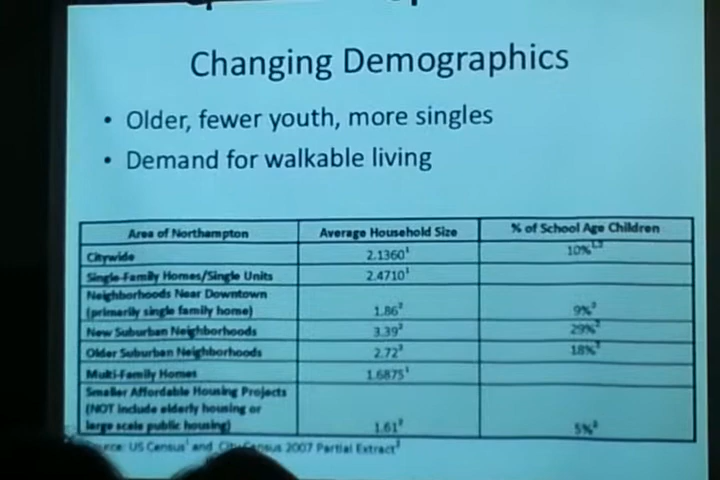 Changing Demographics
• Older, fewer youth, more singles
• Demand for walkable living
Area of Northampton Average Household Size % of School Age Children
Citywide 2.1360¹ 10%
Single-Family Homes/Single Units 2.4710¹
Neighborhoods Near Downtown
(primarily single family home) 1.86² 9%²
New Suburban Neighborhoods 3.39² 29%²
Older Suburban Neighborhoods 2.72² 18%²
Multi-Family Homes 1.6875¹
Smaller Affordable Housing Projects
(NOT include elderly housing or
large scale public housing) 1.61² 5%²
US Census¹ and 2007 Partial Extract²